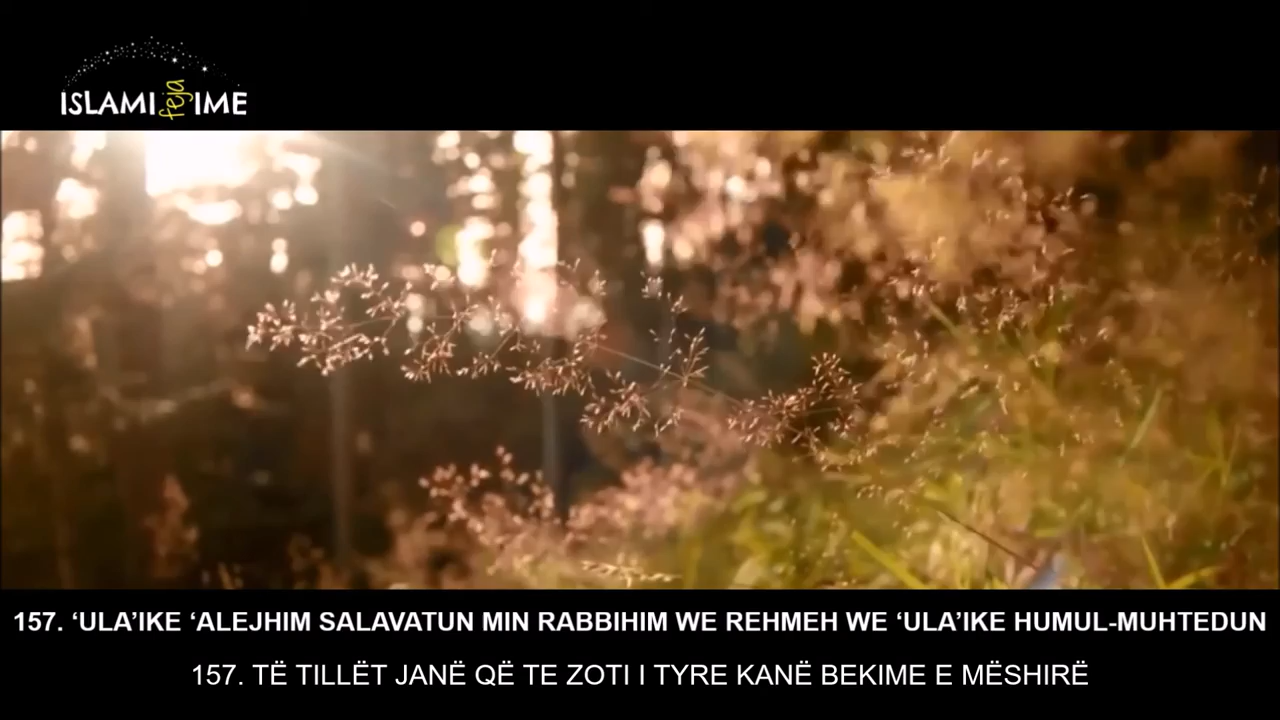 ISLAMI feja IME
157. ‘ULA’IKE ‘ALEJHIM SALAVATUN MIN RABBIHIM WE REHMEH WE ‘ULA’IKE HUMUL-MUHTEDUN
157. TË TILLËT JANË QË TE ZOTI I TYRE KANË BEKIME E MËSHIRË